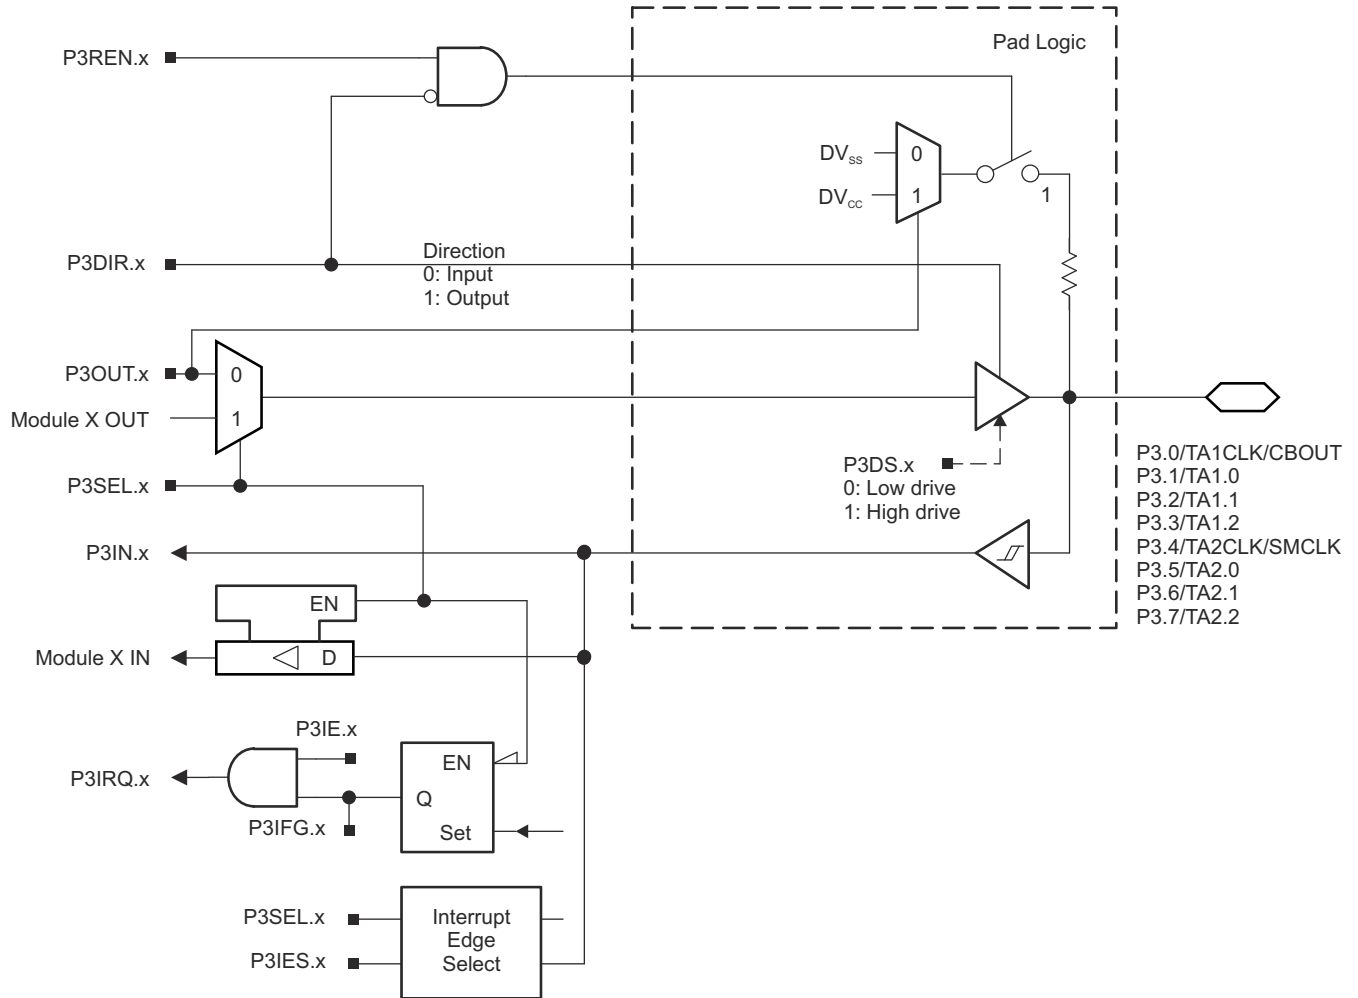 Pad Logic
P3REN.x
DVSS
0
DVCC
1
1
P3DIR.x
Direction
0: Input
1: Output
P3OUT.x
0
Module X OUT
1
P3DS.x
0: Low drive
1: High drive
P3SEL.x
P3.0/TA1CLK/CBOUT
P3.1/TA1.0
P3.2/TA1.1
P3.3/TA1.2
P3.4/TA2CLK/SMCLK
P3.5/TA2.0
P3.6/TA2.1
P3.7/TA2.2
P3IN.x
EN
Module X IN
D
P3IE.x
P3IRQ.x
EN
Q
P3IFG.x
Set
P3SEL.x
P3IES.x
Interrupt
Edge
Select